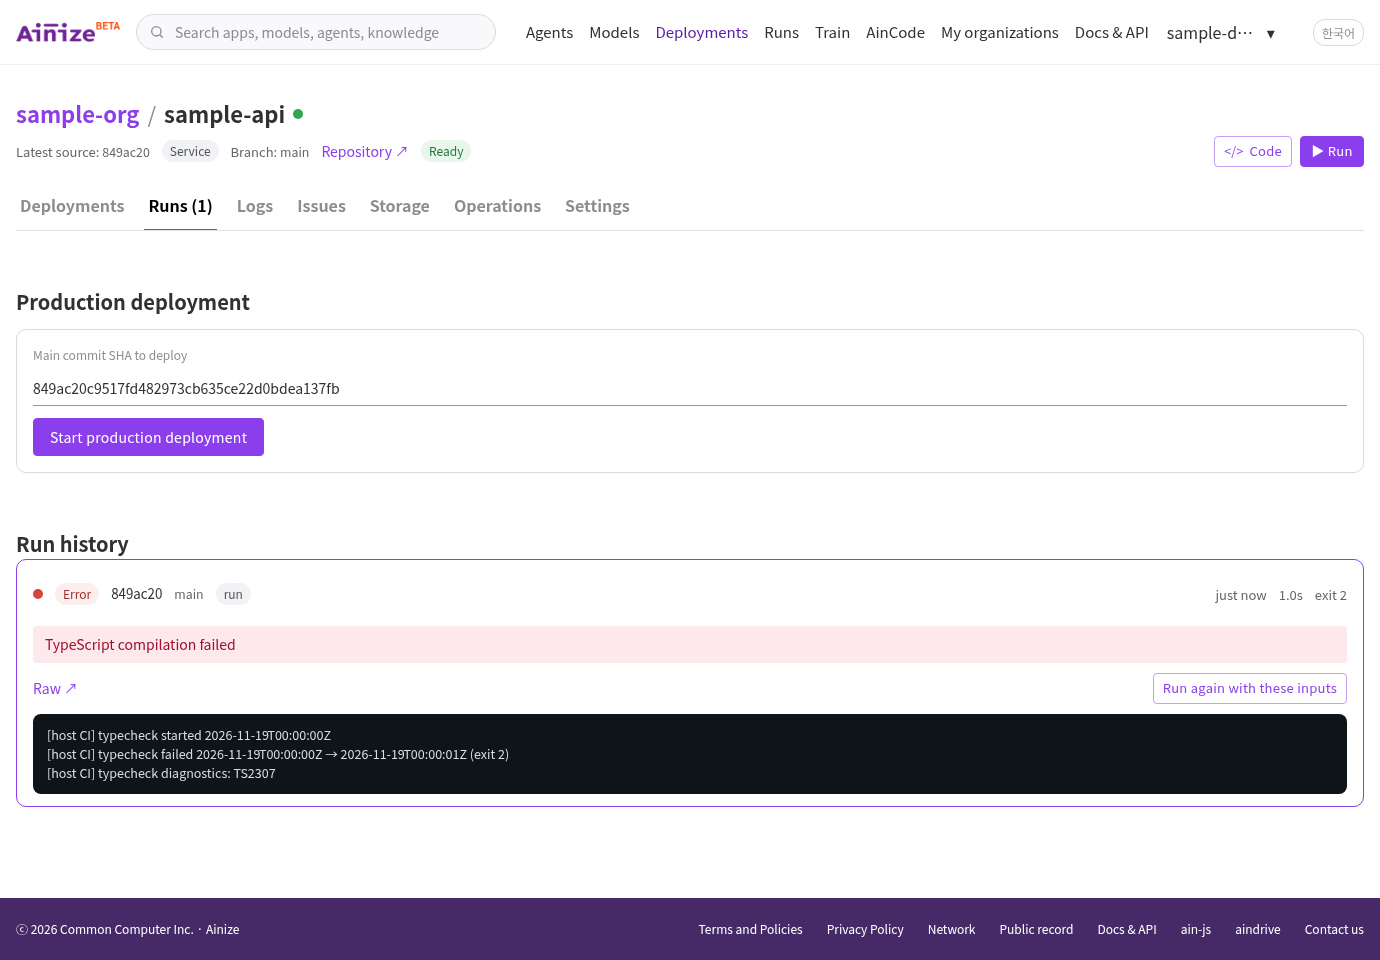 Ainize BETA
Search apps, models, agents, knowledge
Agents Models Deployments Runs Train AinCode My organizations Docs & API sample-d··· ▼ 한국어
sample-org / sample-api
Latest source: 849ac20 Service Branch: main Repository ↗ Ready </> Code ▶ Run
Deployments Runs (1) Logs Issues Storage Operations Settings
Production deployment
Main commit SHA to deploy
849ac20c9517fd482973cb635ce22d0bdea137fb
Start production deployment
Run history
Error 849ac20 main run just now 1.0s exit 2
TypeScript compilation failed
Raw ↗ Run again with these inputs
[host CI] typecheck started 2026-11-19T00:00:00Z
[host CI] typecheck failed 2026-11-19T00:00:00Z → 2026-11-19T00:00:01Z (exit 2)
[host CI] typecheck diagnostics: TS2307
ⓒ 2026 Common Computer Inc. · Ainize Terms and Policies Privacy Policy Network Public record Docs & API ain-js aindrive Contact us